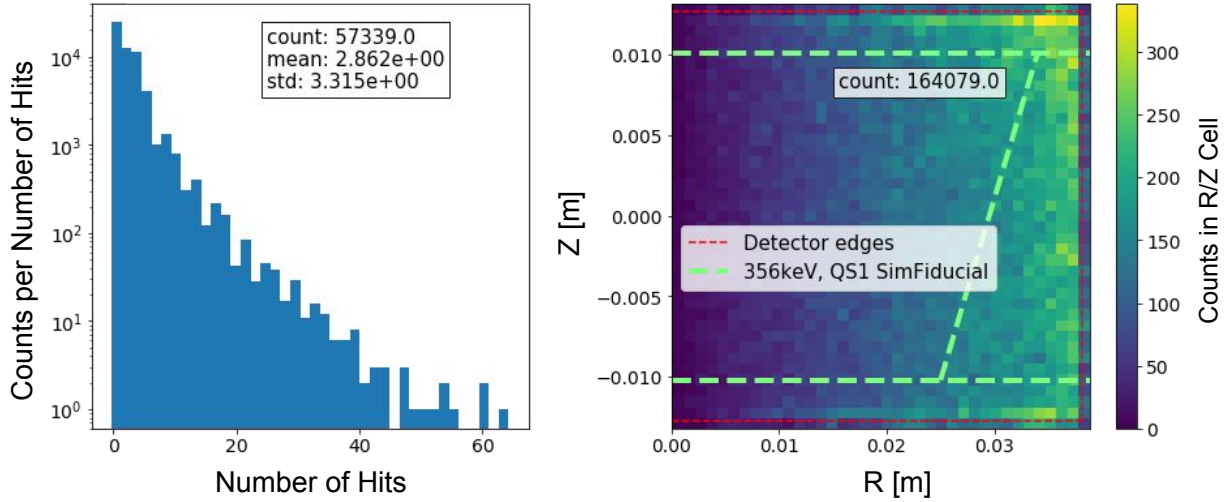 10^4
10^3
10^2
10^1
10^0
Counts per Number of Hits
count: 57339.0
mean: 2.862e+00
std: 3.315e+00
0
20
40
60
Number of Hits
Z [m]
0.010
0.005
0.000
−0.005
−0.010
count: 164079.0
Detector edges
356keV, QS1 SimFiducial
0.00
0.01
0.02
0.03
R [m]
300
250
200
150
100
50
0
Counts in R/Z Cell